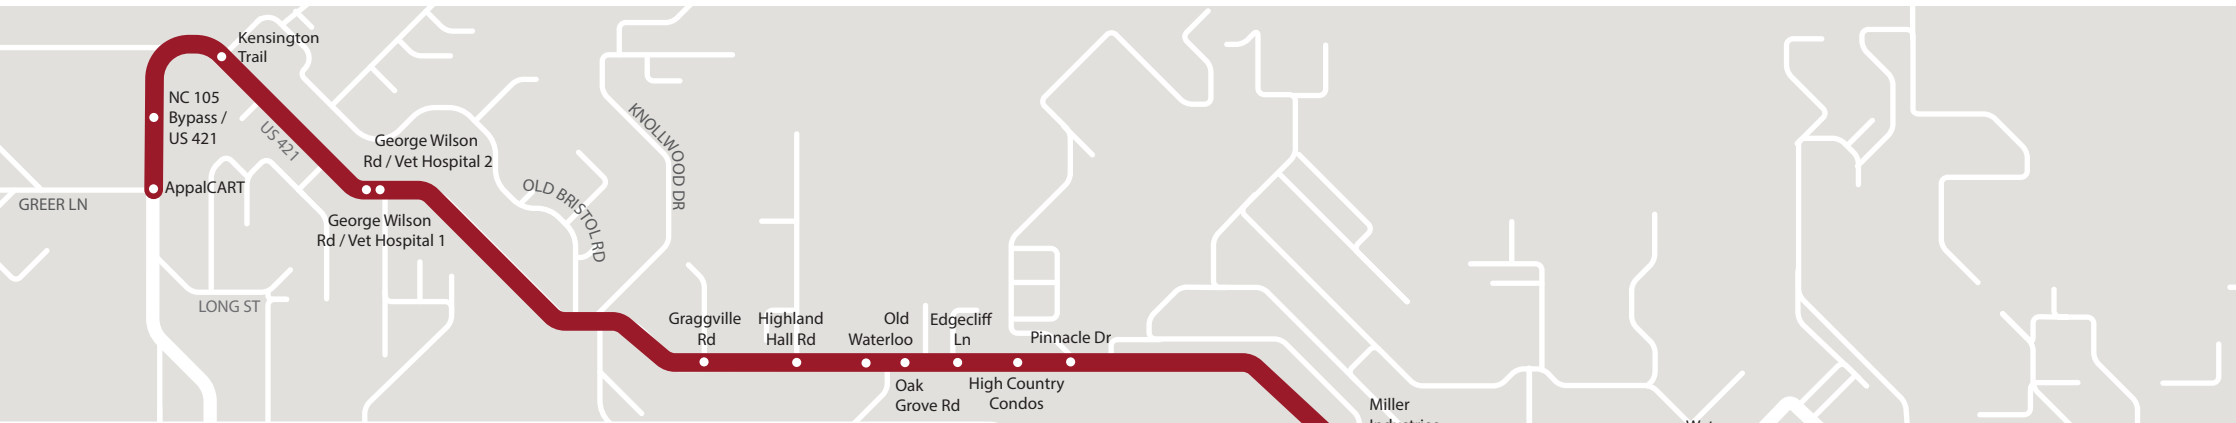 Kensington
Trail
NC 105
Bypass /
US 421
US 421
AppalCART
GREER LN
LONG ST
George Wilson
Rd / Vet Hospital 2
George Wilson
Rd / Vet Hospital 1
OLD BRISTOL RD
KNOLLWOOD DR
Graggville
Rd
Highland
Hall Rd
Old
Waterloo
Oak
Grove Rd
Edgecliff
Ln
High Country
Condos
Pinnacle Dr
Miller